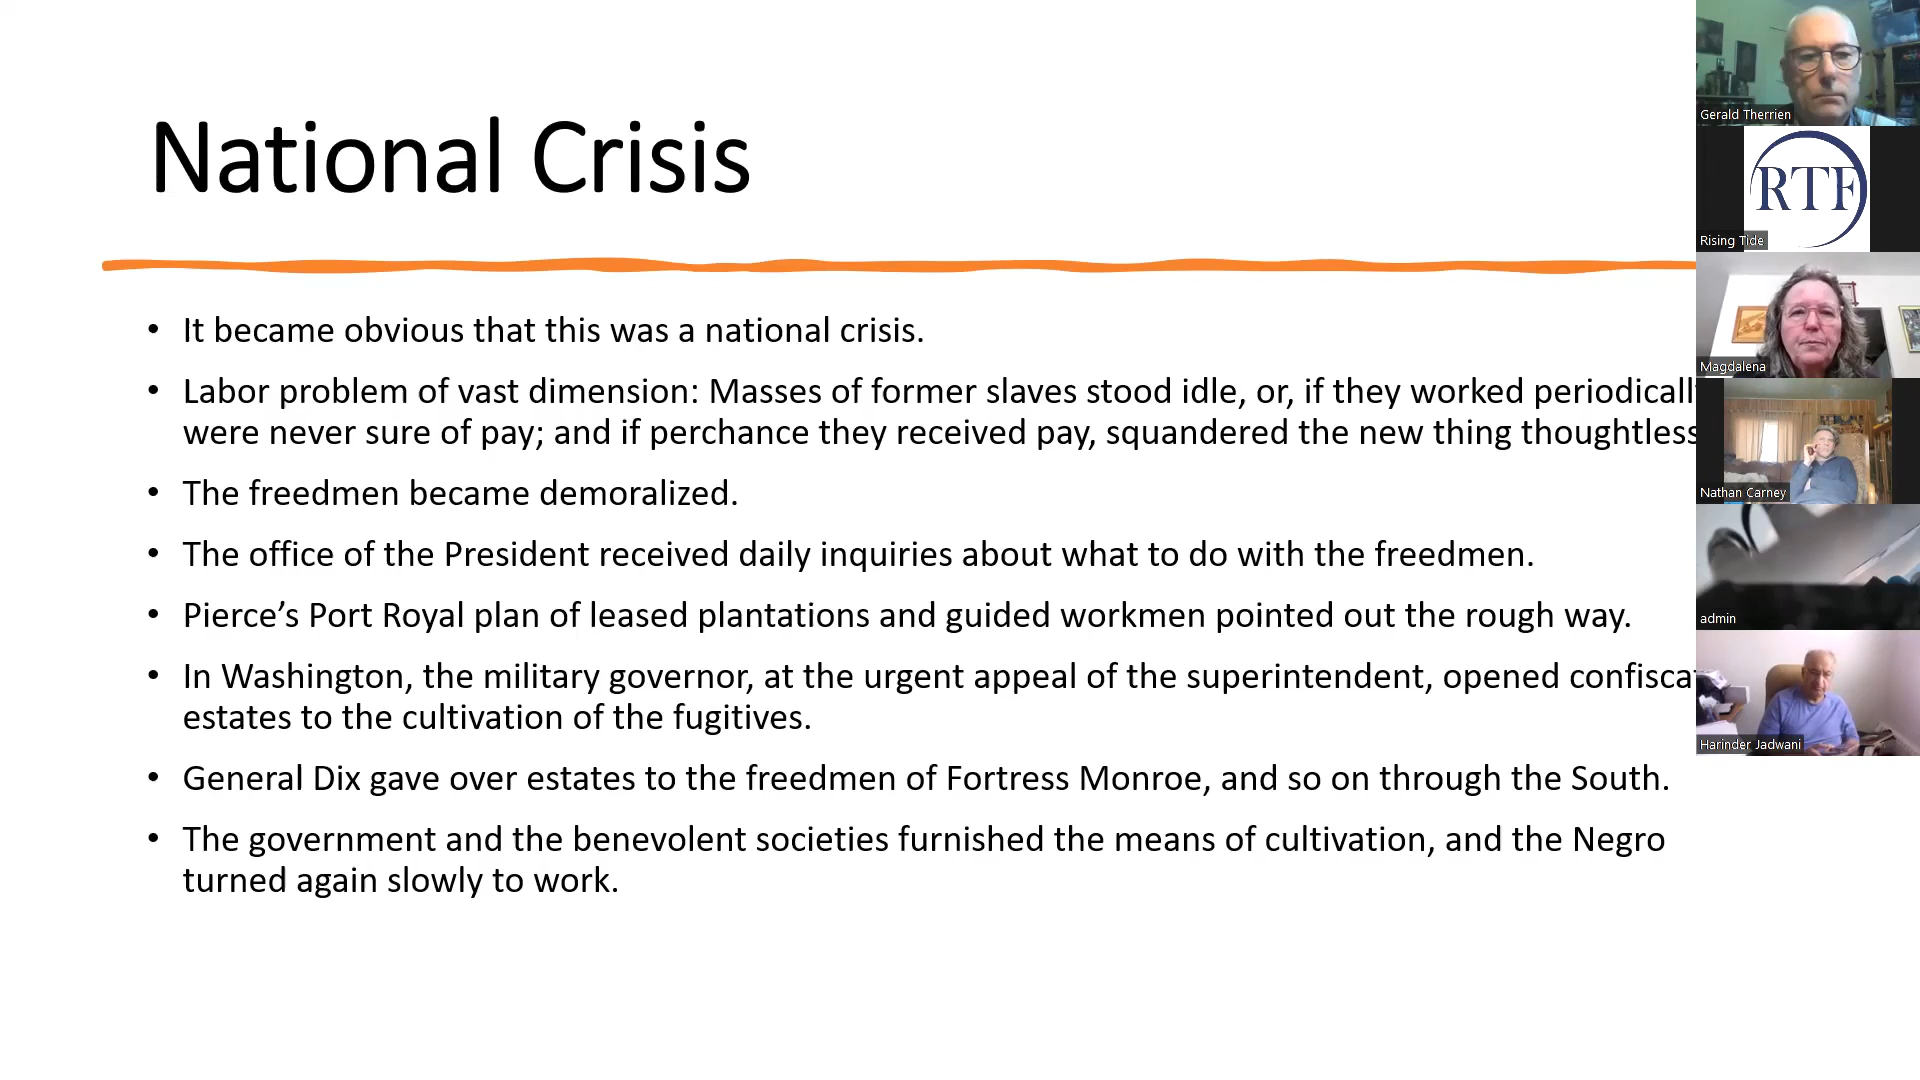 National Crisis
• It became obvious that this was a national crisis.
• Labor problem of vast dimension: Masses of former slaves stood idle, or, if they worked
were never sure of pay; and if perchance they received pay, squandered the new thing
• The freedmen became demoralized.
• The office of the President received daily inquiries about what to do with the freedmen.
• Pierce’s Port Royal plan of leased plantations and guided workmen pointed out the rough way.
• In Washington, the military governor, at the urgent appeal of the superintendent, opened
estates to the cultivation of the fugitives.
• General Dix gave over estates to the freedmen of Fortress Monroe, and so on through the South.
• The government and the benevolent societies furnished the means of cultivation, and the Negro
turned again slowly to work.
Gerald Therrien
RTF
Rising Tide
Magdalena
Nathan Carney
admin
Harinder Jadwani